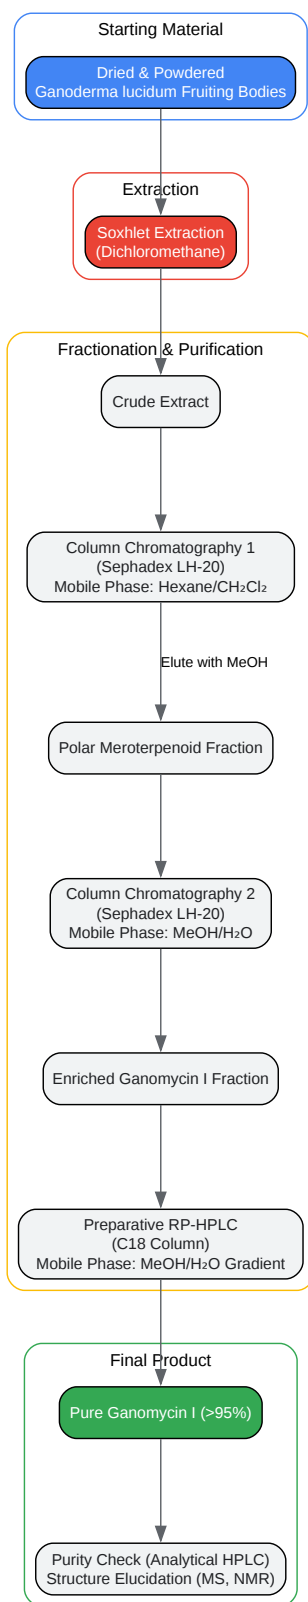 Starting Material
Dried & Powdered
Ganoderma lucidum Fruiting Bodies
Extraction
Soxhlet Extraction
(Dichloromethane)
Fractionation & Purification
Crude Extract
Column Chromatography 1
(Sephadex LH-20)
Mobile Phase: Hexane/CH₂Cl₂
Elute with MeOH
Polar Meroterpenoid Fraction
Column Chromatography 2
(Sephadex LH-20)
Mobile Phase: MeOH/H₂O
Enriched Ganomycin I Fraction
Preparative RP-HPLC
(C18 Column)
Mobile Phase: MeOH/H₂O Gradient
Final Product
Pure Ganomycin I (>95%)
Purity Check (Analytical HPLC)
Structure Elucidation (MS, NMR)